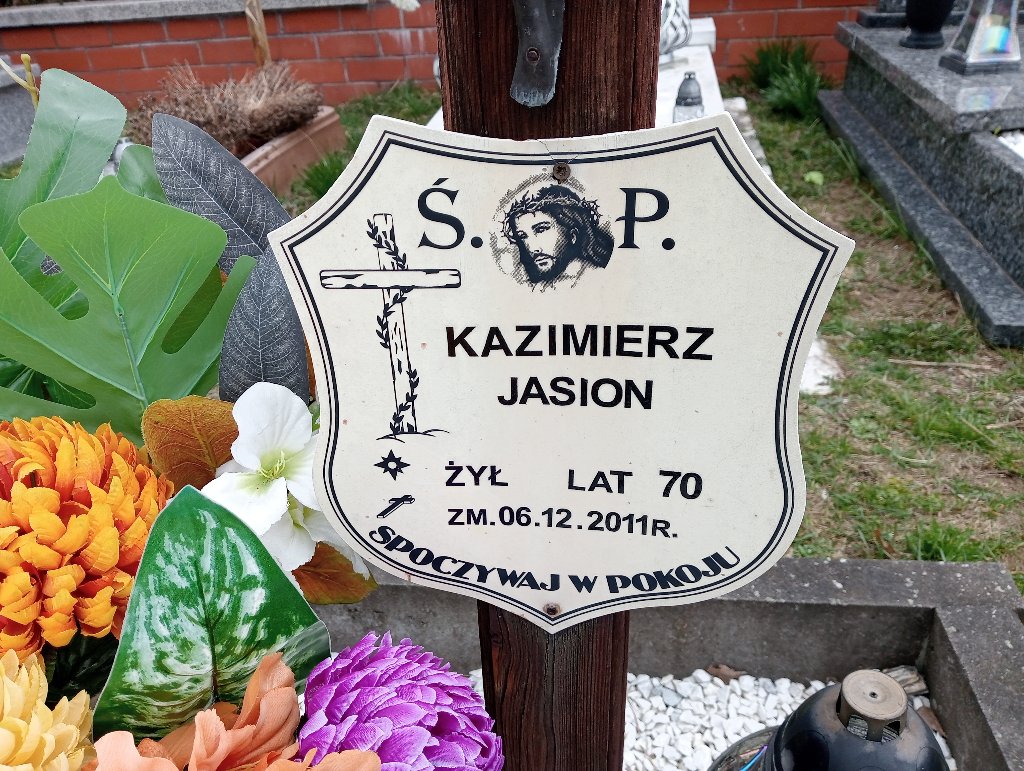 Ś. P.
KAZIMIERZ
JASION
ŻYŁ LAT 70
ZM.06.12.2011R.
SPOCZYWAJ W POKOJU